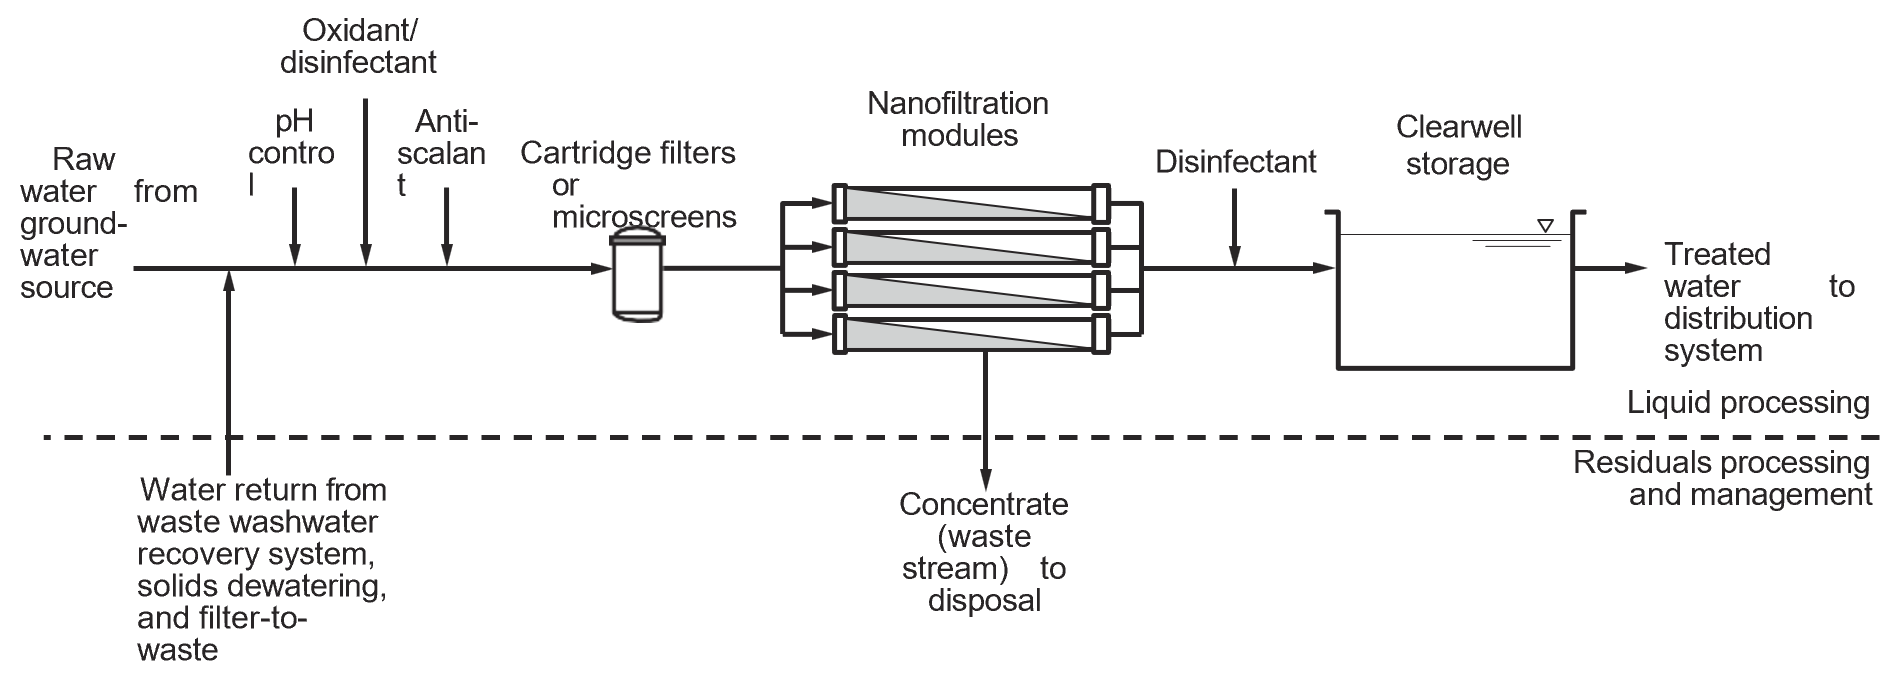 Oxidant/
disinfectant
pH
contro
l
Anti-
scalan
t
Raw
water from
ground-
water
source
Cartridge filters
or
microscreens
Nanofiltration
modules
Disinfectant
Clearwell
storage
Treated
water to
distribution
system
Liquid processing
Residuals processing
and management
Water return from
waste washwater
recovery system,
solids dewatering,
and filter-to-
waste
Concentrate
(waste
stream) to
disposal